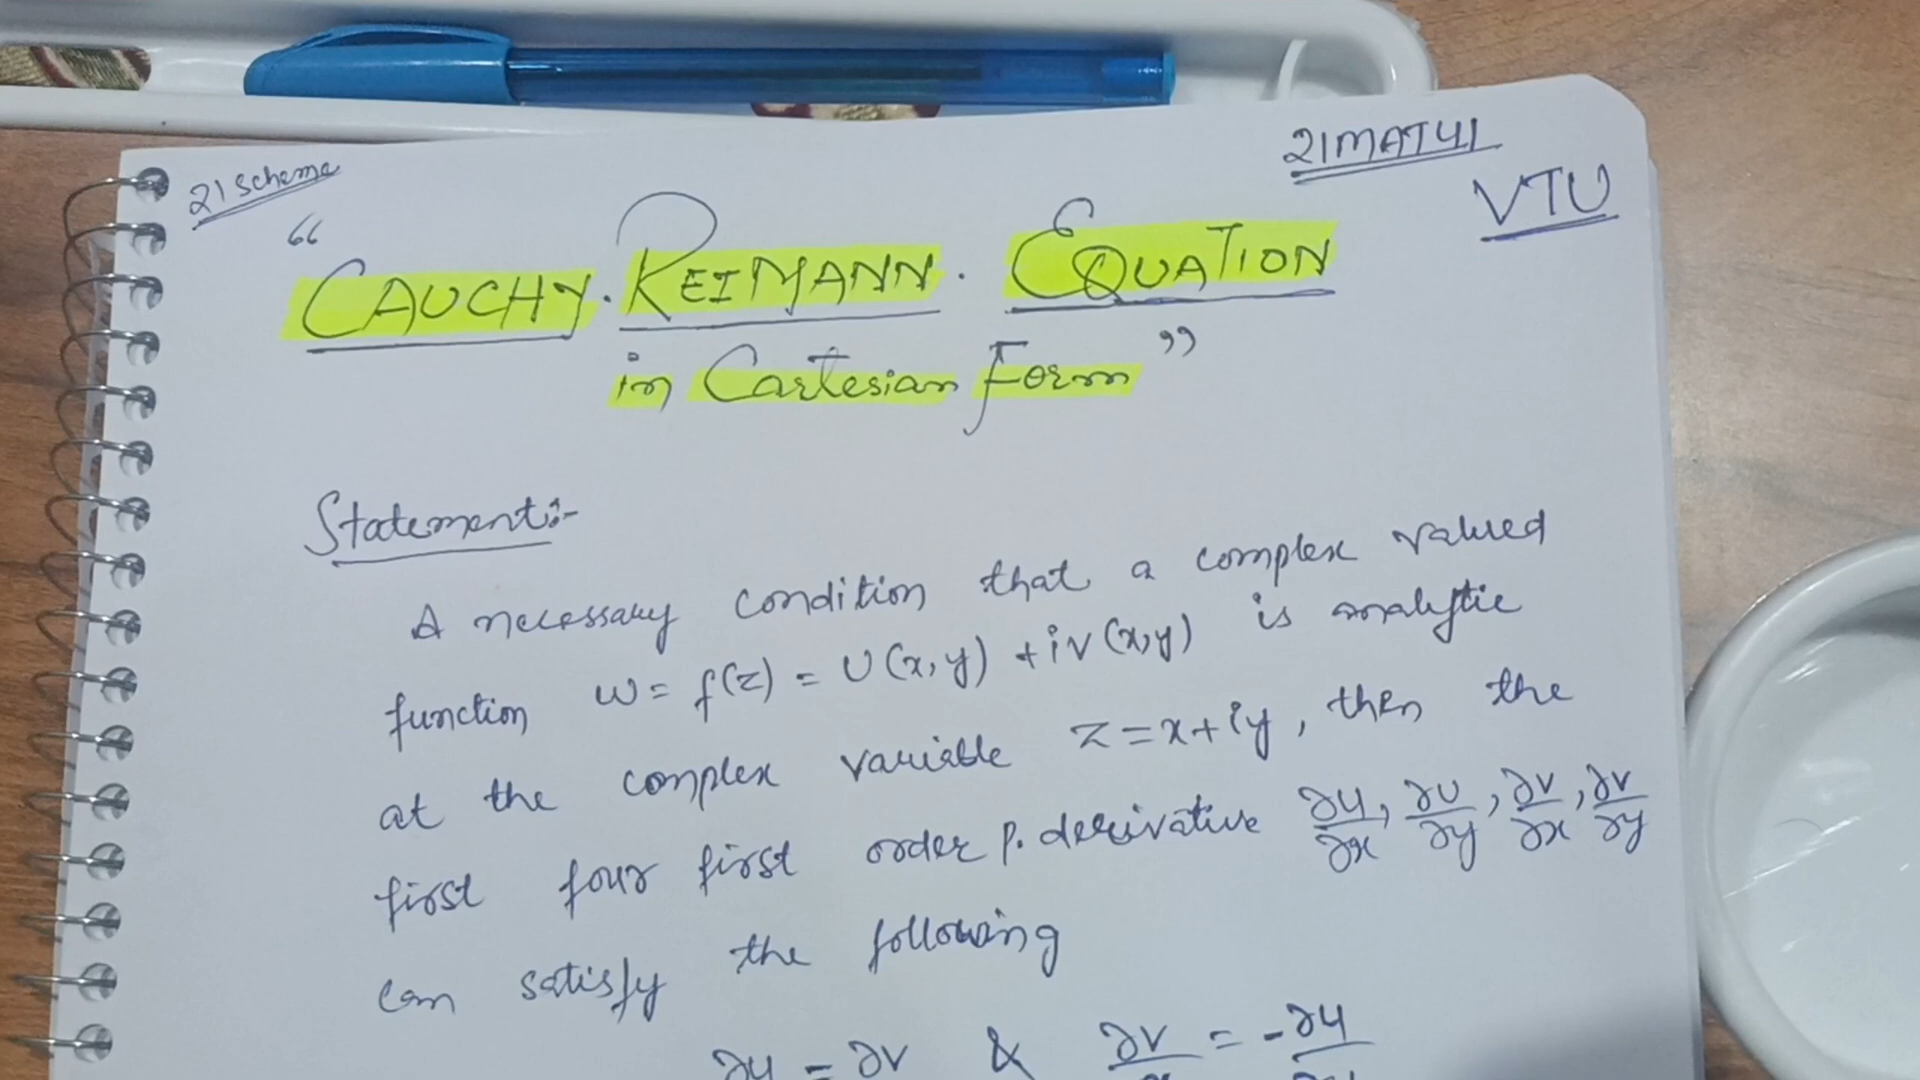 21 Scheme
21MAT41
VTU
“CAUCHY. REIMANN. EQUATION
in Cartesian Form”
Statement:-
A necessary condition that a complex valued
function w = f(z) = U(x,y) + iv(x,y) is analytic
at the complex variable z=x+iy, then the
first four first order p. derivative ∂u/∂x, ∂u/∂y, ∂v/∂x, ∂v/∂y
can satisfy the following
∂u = ∂v & ∂v = -∂u